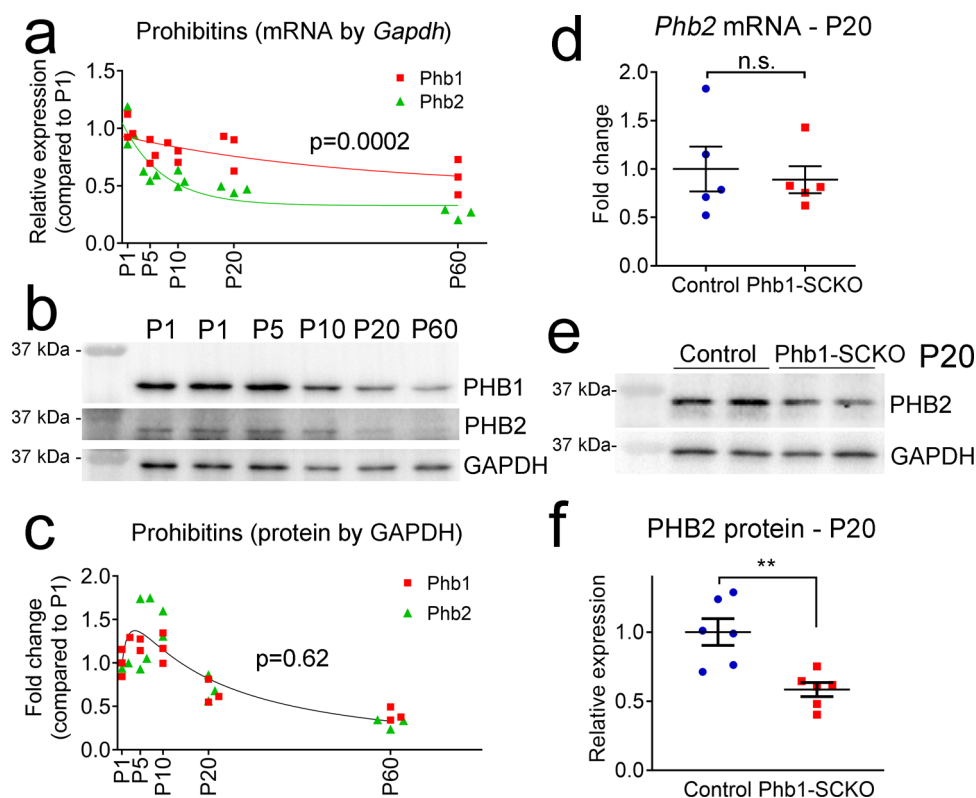 a
Prohibitins (mRNA by Gapdh)
Relative expression
(compared to P1)
1.5
1.0
0.5
0.0
Phb1
Phb2
p=0.0002
P1
P5
P10
P20
P60
b
P1 P1 P5 P10 P20 P60
37 kDa -
PHB1
PHB2
37 kDa-
GAPDH
c
Prohibitins (protein by GAPDH)
Fold change
(compared to P1)
2.0
1.5
1.0
0.5
0.0
Phb1
Phb2
p=0.62
P1
P5
P10
P20
P60
d
Phb2 mRNA - P20
n.s.
Fold change
2.0
1.5
1.0
0.5
0.0
Control Phb1-SCKO
e
Control Phb1-SCKO P20
37 kDa-
PHB2
37 kDa-
GAPDH
f
PHB2 protein - P20
**
Relative expression
1.0
0.5
0.0
Control Phb1-SCKO